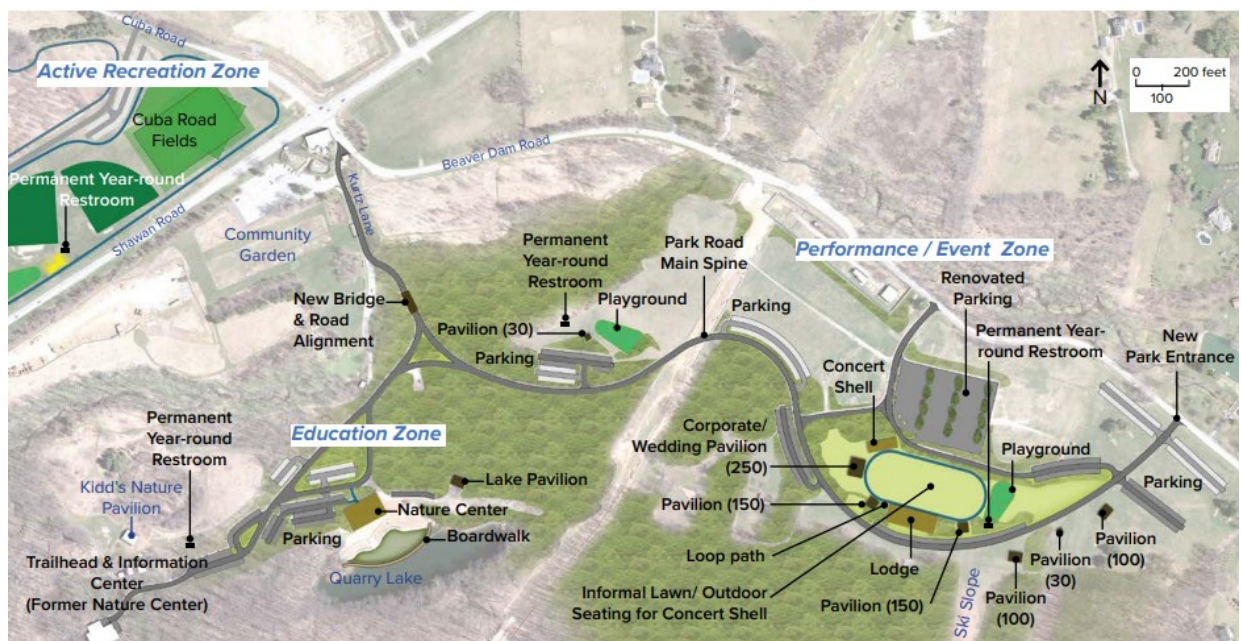 Cuba Road
Active Recreation Zone
Cuba Road
Fields
Permanent Year-round
Restroom
Shawan Road
Kurtz Lane
Beaver Dam Road
Community
Garden
0 200 feet
100
N
New Bridge
& Road
Alignment
Permanent
Year-round
Restroom
Playground
Pavilion (30)
Parking
Park Road
Main Spine
Parking
Performance / Event Zone
Renovated
Parking
Permanent Year-
round Restroom
New
Park Entrance
Concert
Shell
Corporate/
Wedding Pavilion
(250)
Pavilion (150)
Loop path
Informal Lawn/ Outdoor
Seating for Concert Shell
Lodge
Pavilion (150)
Playground
Parking
Pavilion
(100)
Pavilion
(30)
Pavilion
(100)
Ski Slope
Education Zone
Permanent
Year-round
Restroom
Kidd's Nature
Pavilion
Lake Pavilion
Nature Center
Parking
Boardwalk
Quarry Lake
Trailhead & Information
Center
(Former Nature Center)